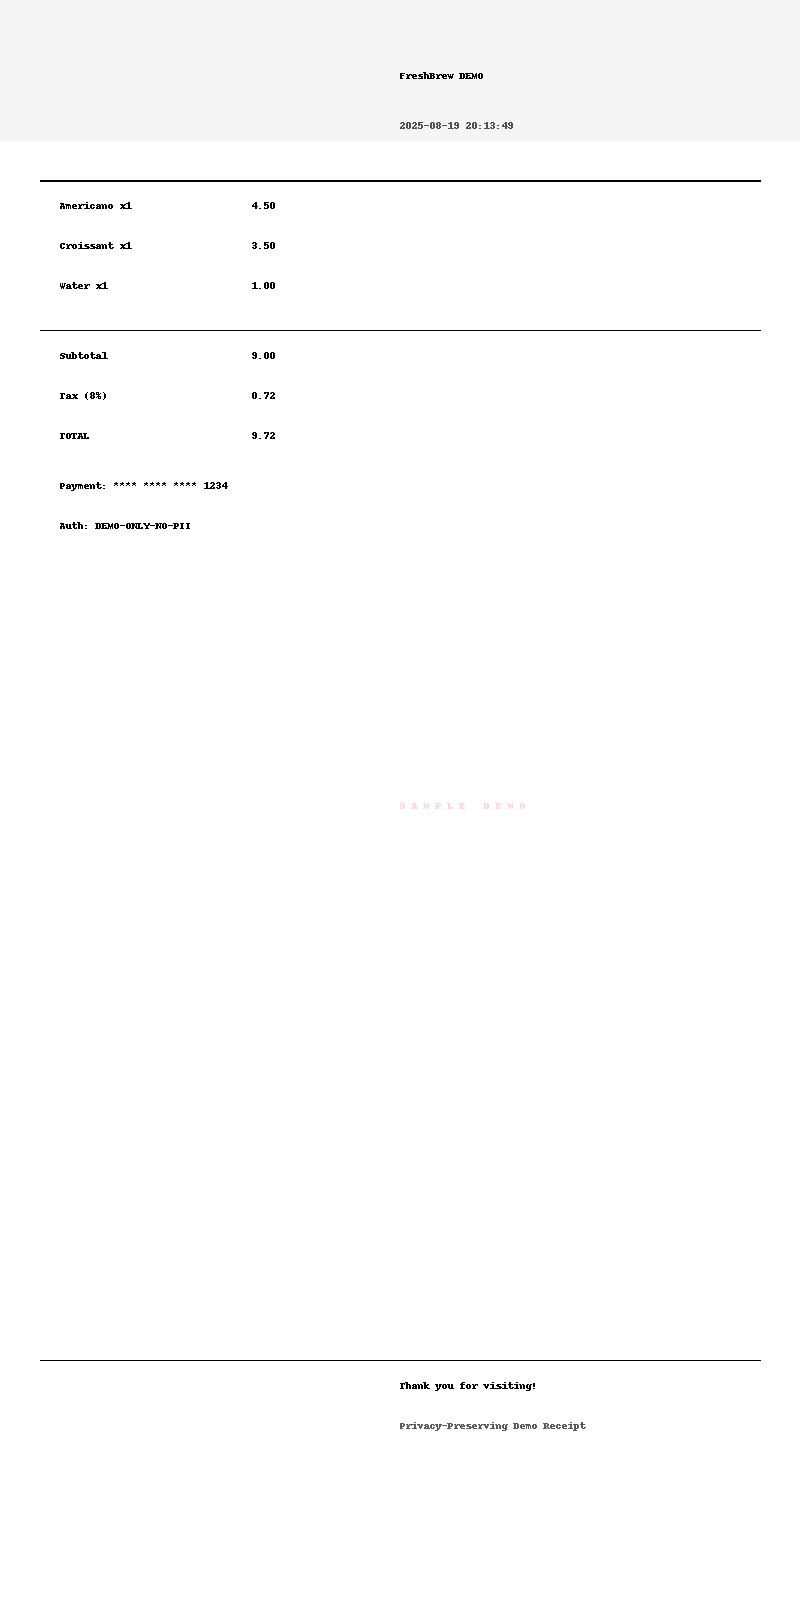 FreshBrew DEMO
2025-08-19 20:13:49
Americano x1 4.50
Croissant x1 3.50
Water x1 1.00
Subtotal 9.00
Tax (8%) 0.72
TOTAL 9.72
Payment: **** **** **** 1234
Auth: DEMO-ONLY-NO-PII
SAMPLE DEMO
Thank you for visiting!
Privacy-Preserving Demo Receipt